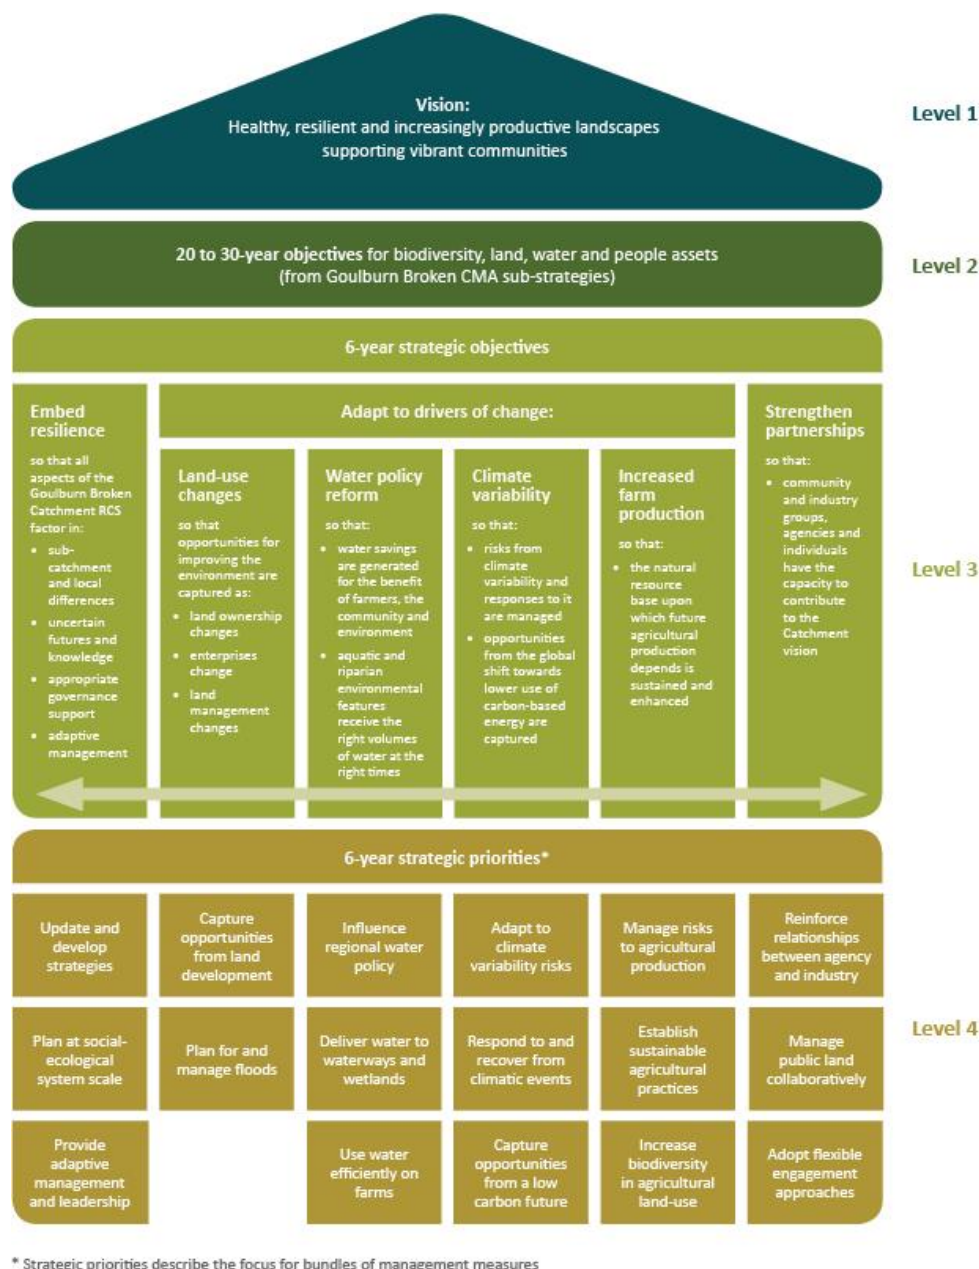 Vision:
Healthy, resilient and increasingly productive landscapes
supporting vibrant communities
Level 1
20 to 30-year objectives for biodiversity, land, water and people assets
(from Goulburn Broken CMA sub-strategies)
Level 2
6-year strategic objectives
Embed
resilience
so that all
aspects of the
Goulburn Broken
Catchment RCS
factor in:
• sub-
catchment
and local
differences
• uncertain
futures and
knowledge
• appropriate
governance
support
• adaptive
management
Adapt to drivers of change:
Land-use
changes
so that
opportunities for
improving the
environment are
captured as:
• land ownership
changes
• enterprises
change
• land
management
changes
Water policy
reform
so that:
• water savings
are generated
for the benefit
of farmers, the
community and
environment
• aquatic and
riparian
environmental
features
receive the
right volumes
of water at the
right times
Climate
variability
so that:
• risks from
climate
variability and
responses to it
are managed
• opportunities
from the global
shift towards
lower use of
carbon-based
energy are
captured
Increased
farm
production
so that:
• the natural
resource
base upon
which future
agricultural
production
depends is
sustained and
enhanced
Strengthen
partnerships
so that:
• community
and industry
groups,
agencies and
individuals
have the
capacity to
contribute
to the
Catchment
vision
Level 3
6-year strategic priorities*
Update and
develop
strategies
Capture
opportunities
from land
development
Influence
regional water
policy
Adapt to
climate
variability risks
Manage risks
to agricultural
production
Reinforce
relationships
between agency
and industry
Plan at social-
ecological
system scale
Plan for and
manage floods
Deliver water to
waterways and
wetlands
Respond to and
recover from
climatic events
Establish
sustainable
agricultural
practices
Manage
public land
collaboratively
Level 4
Provide
adaptive
management
and leadership
Use water
efficiently on
farms
Capture
opportunities
from a low
carbon future
Increase
biodiversity
in agricultural
land-use
Adopt flexible
engagement
approaches
* Strategic priorities describe the focus for bundles of management measures